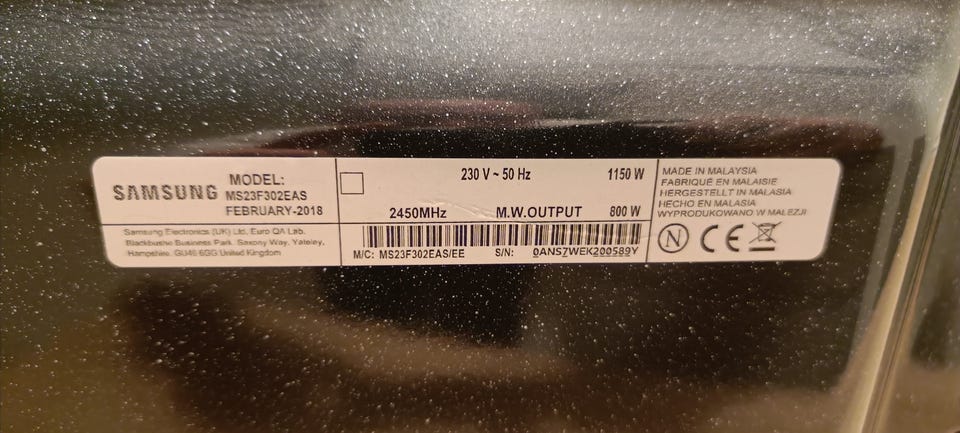 SAMSUNG
MODEL:
MS23F302EAS
FEBRUARY-2018
Samsung Electronics (UK) Ltd, Euro QA Lab.
Blackbushe Business Park, Saxony Way, Yateley,
Hampshire, GU46 6GG United Kingdom
230 V ~ 50 Hz 1150 W
2450MHz M.W.OUTPUT 800 W
M/C: MS23F302EAS/EE S/N: 0ANS7WEK200589Y
MADE IN MALAYSIA
FABRIQUÉ EN MALAISIE
HERGESTELLT IN MALASIA
HECHO EN MALASIA
WYPRODUKOWANO W MALEZJI
N CE